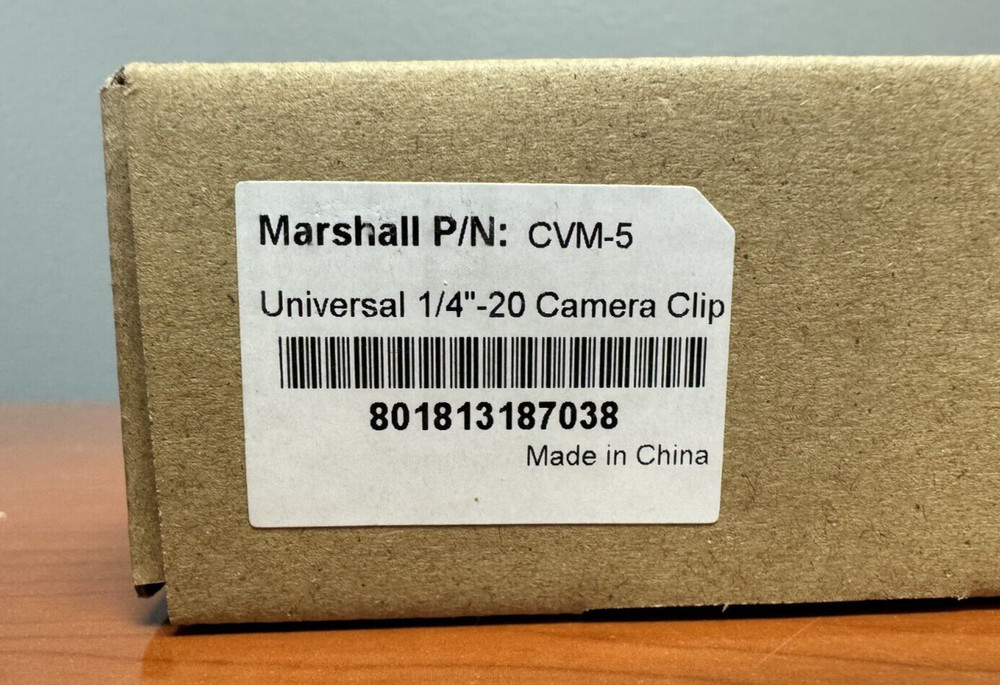 Marshall P/N: CVM-5
Universal 1/4"-20 Camera Clip
801813187038
Made in China